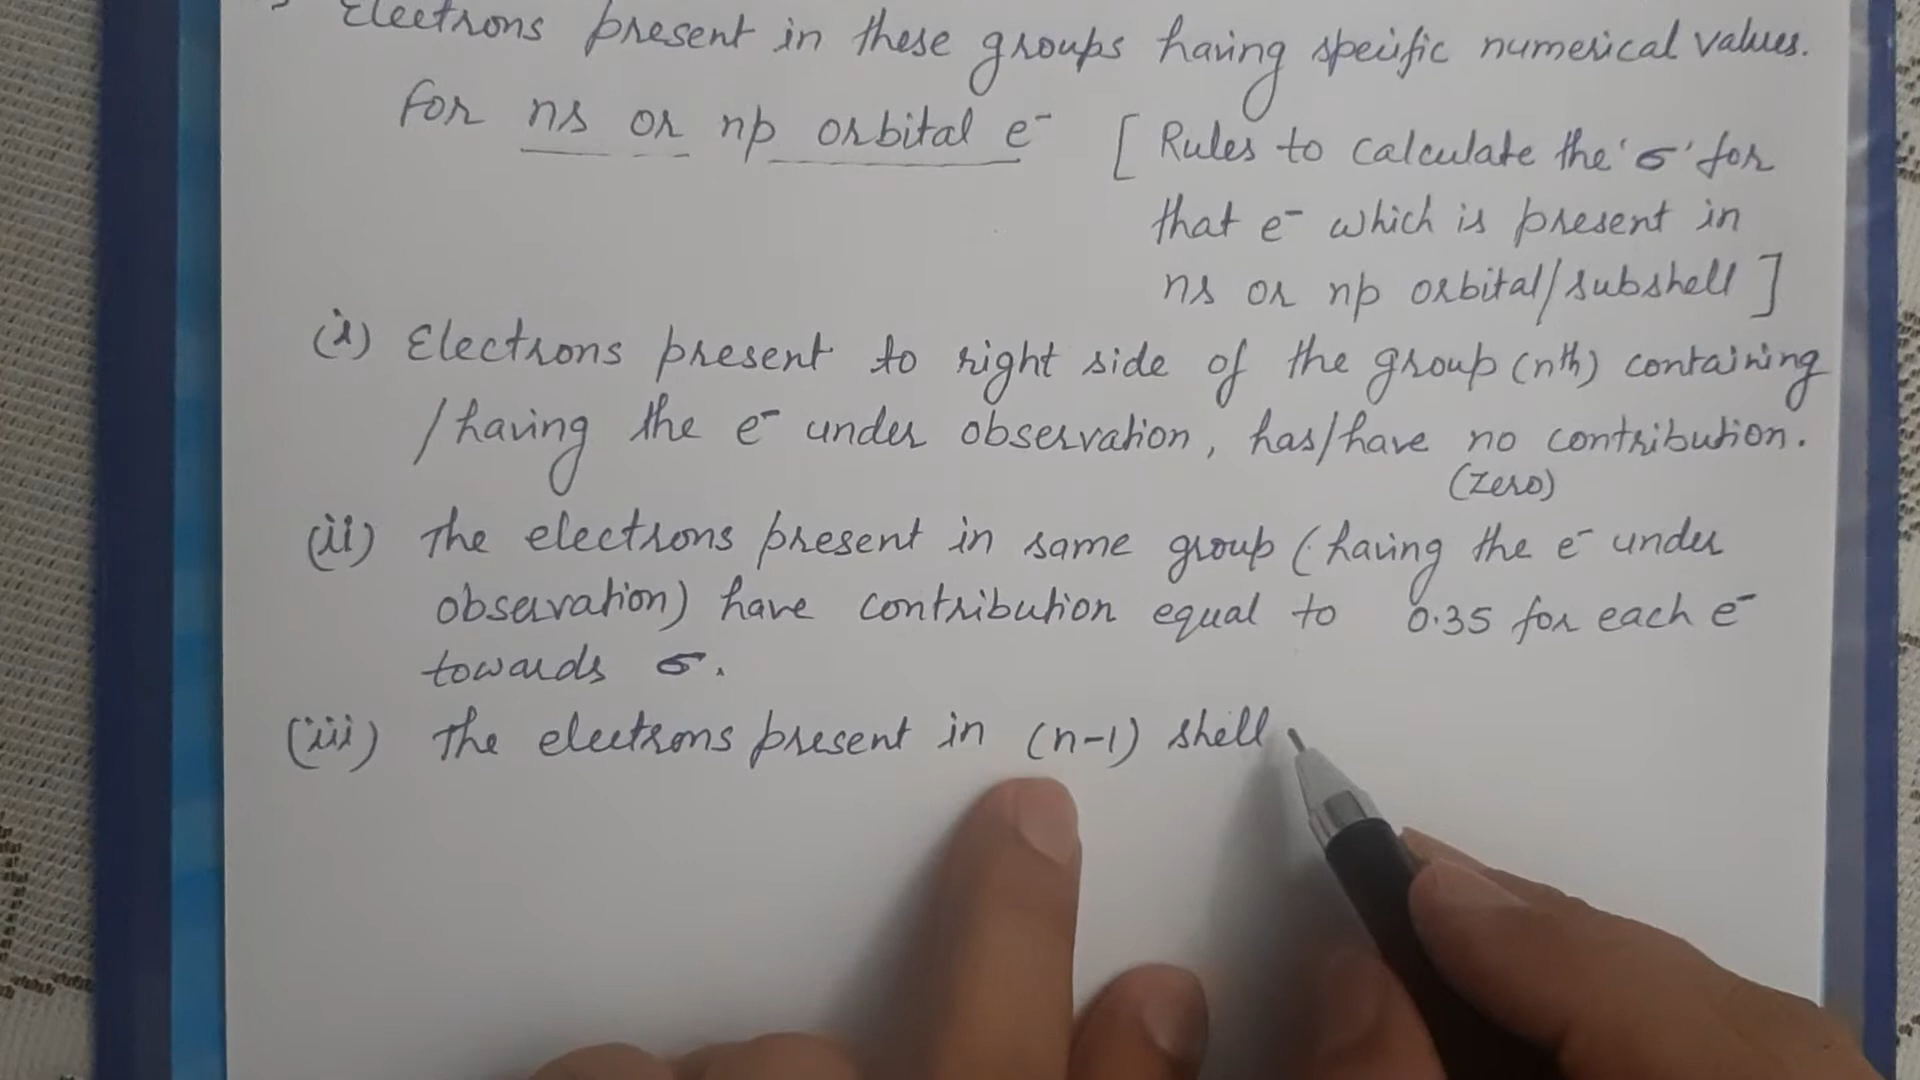 Electrons present in these groups having specific numerical values.
For ns or np orbital e⁻ [Rules to calculate the 'σ' for
that e⁻ which is present in
ns or np orbital/subshell]
(i) Electrons present to right side of the group (nth) containing
/having the e⁻ under observation, has/have no contribution.
(zero)
(ii) The electrons present in same group (having the e⁻ under
observation) have contribution equal to 0.35 for each e⁻
towards σ.
(iii) The electrons present in (n-1) shell